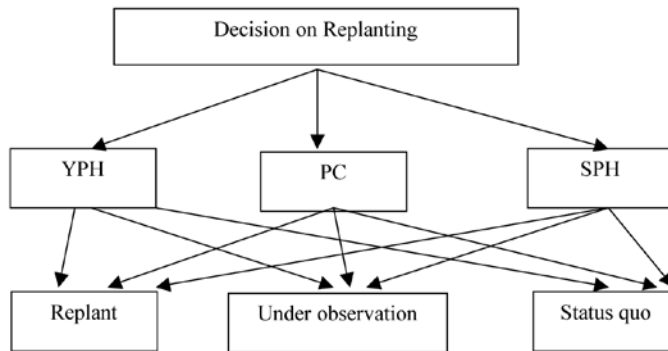 Decision on Replanting
YPH
PC
SPH
Replant
Under observation
Status quo